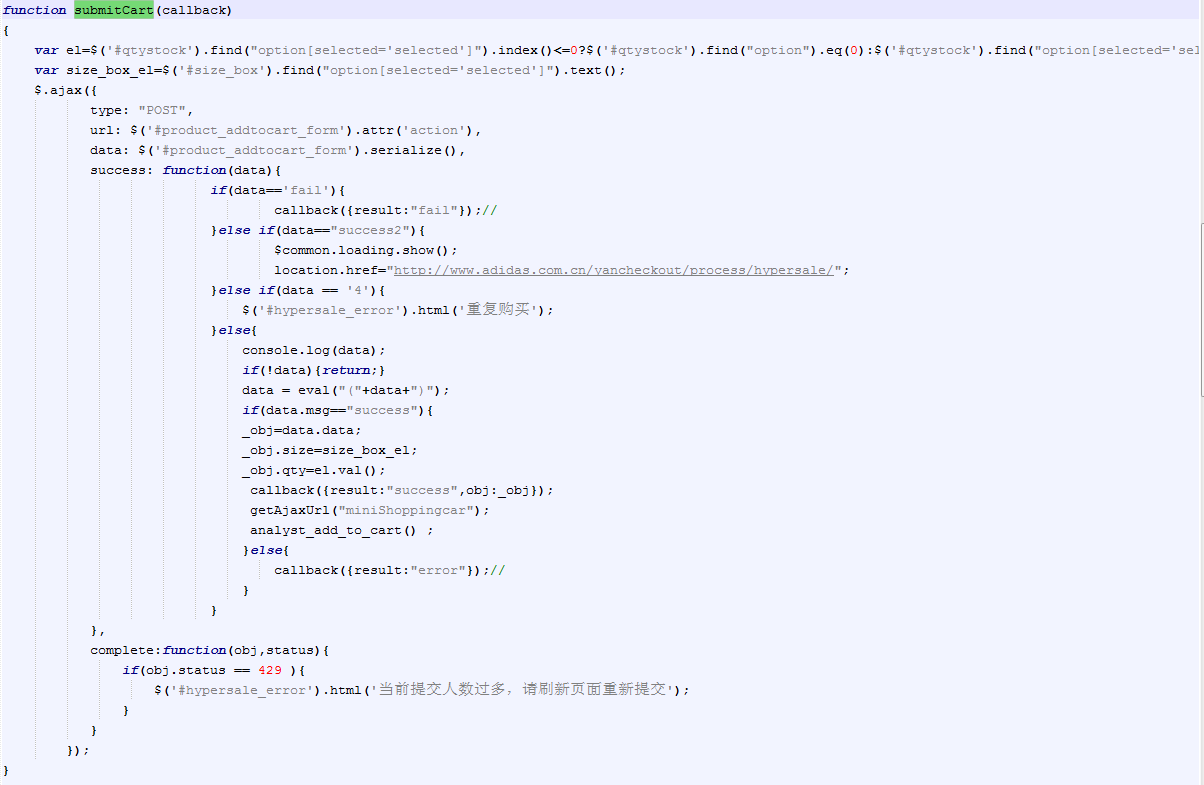 function submitCart(callback)
{
var el=$('#qtystock').find("option[selected='selected']").index()<=0?$('#qtystock').find("option").eq(0):$('#qtystock').find("option[selected='sel
var size_box_el=$('#size_box').find("option[selected='selected']").text();
$.ajax({
type: "POST",
url: $('#product_addtocart_form').attr('action'),
data: $('#product_addtocart_form').serialize(),
success: function(data){
if(data=='fail'){
callback({result:"fail"});//
}else if(data=="success2"){
$common.loading.show();
location.href="http://www.adidas.com.cn/yancheckout/process/hypersale/";
}else if(data == '4'){
$('#hypersale_error').html('重复购买');
}else{
console.log(data);
if(!data){return;}
data = eval("("+data+")");
if(data.msg=="success"){
_obj=data.data;
_obj.size=size_box_el;
_obj.qty=el.val();
callback({result:"success",obj:_obj});
getAjaxUrl("miniShoppingcar");
analyst_add_to_cart() ;
}else{
callback({result:"error"});//
}
}
},
complete:function(obj,status){
if(obj.status == 429 ){
$('#hypersale_error').html('当前提交人数过多，请刷新页面重新提交');
}
}
});
}